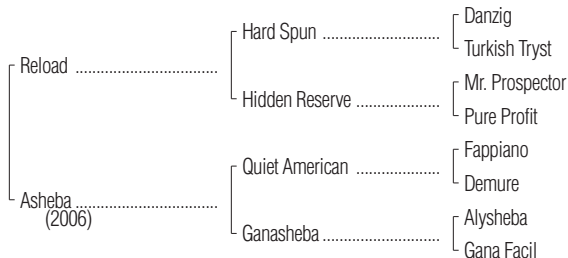 Danzig
Hard Spun
Turkish Tryst
Reload
Mr. Prospector
Hidden Reserve
Pure Profit
Fappiano
Quiet American
Demure
Asheba
(2006)
Alysheba
Ganasheba
Gana Facil